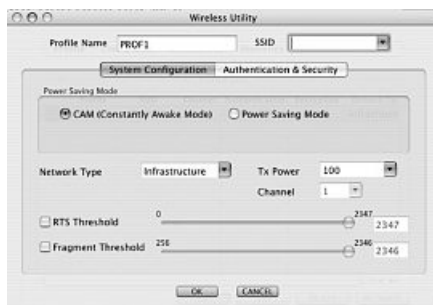 Wireless Utility
Profile Name PROF1 SSID
System Configuration Authentication & Security
Power Saving Mode
CAM (Constantly Awake Mode) Power Saving Mode
Network Type Infrastructure Tx Power 100
Channel 1
RTS Threshold 0 2347 2347
Fragment Threshold 256 2346 2346
OK CANCEL